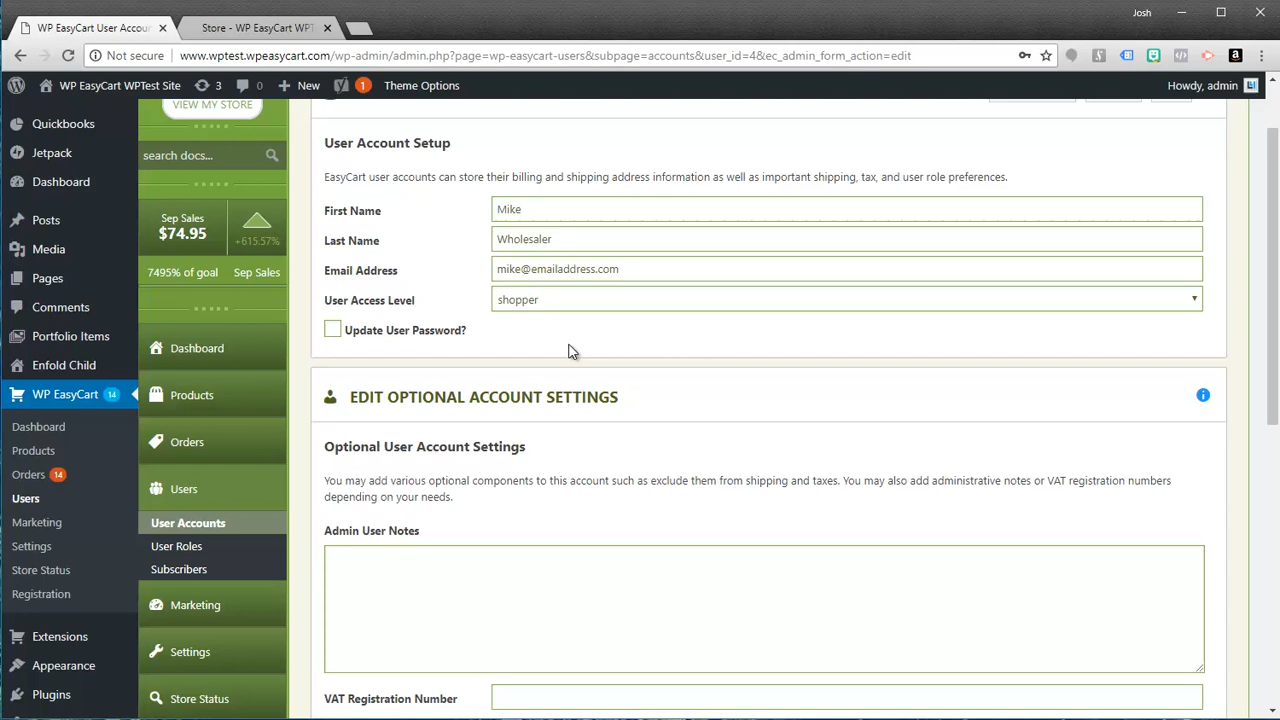 WP EasyCart User Accoun
Store - WP EasyCart WPT
Josh
Not secure
www.wptest.wpeasycart.com/wp-admin/admin.php?page=wp-easycart-users&subpage=accounts&user_id=4&ec_admin_form_action=edit
WP EasyCart WPTest Site
3
0
New
1
Theme Options
Howdy, admin
Quickbooks
Jetpack
Dashboard
Posts
Media
Pages
Comments
Portfolio Items
Enfold Child
WP EasyCart 14
Dashboard
Products
Orders 14
Users
Marketing
Settings
Store Status
Registration
Extensions
Appearance
Plugins
VIEW MY STORE
search docs...
Sep Sales
$74.95
+615.57%
7495% of goal
Sep Sales
Dashboard
Products
Orders
Users
User Accounts
User Roles
Subscribers
Marketing
Settings
Store Status
User Account Setup
EasyCart user accounts can store their billing and shipping address information as well as important shipping, tax, and user role preferences.
First Name Mike
Last Name Wholesaler
Email Address mike@emailaddress.com
User Access Level shopper
Update User Password?
EDIT OPTIONAL ACCOUNT SETTINGS
Optional User Account Settings
You may add various optional components to this account such as exclude them from shipping and taxes. You may also add administrative notes or VAT registration numbers
depending on your needs.
Admin User Notes
VAT Registration Number